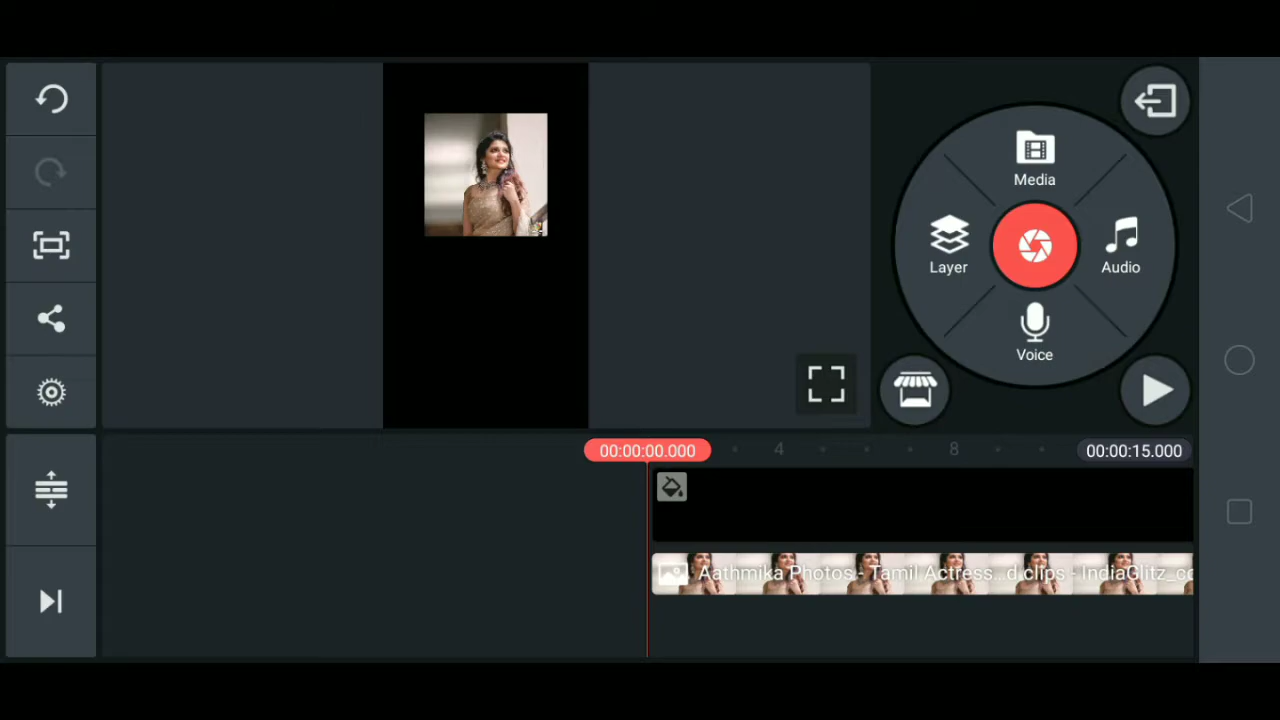 Media
Layer
Audio
Voice
00:00:00.000
4
8
00:00:15.000
Aathmika Photos - Tamil Actress...d clips - IndiaGlitz_co